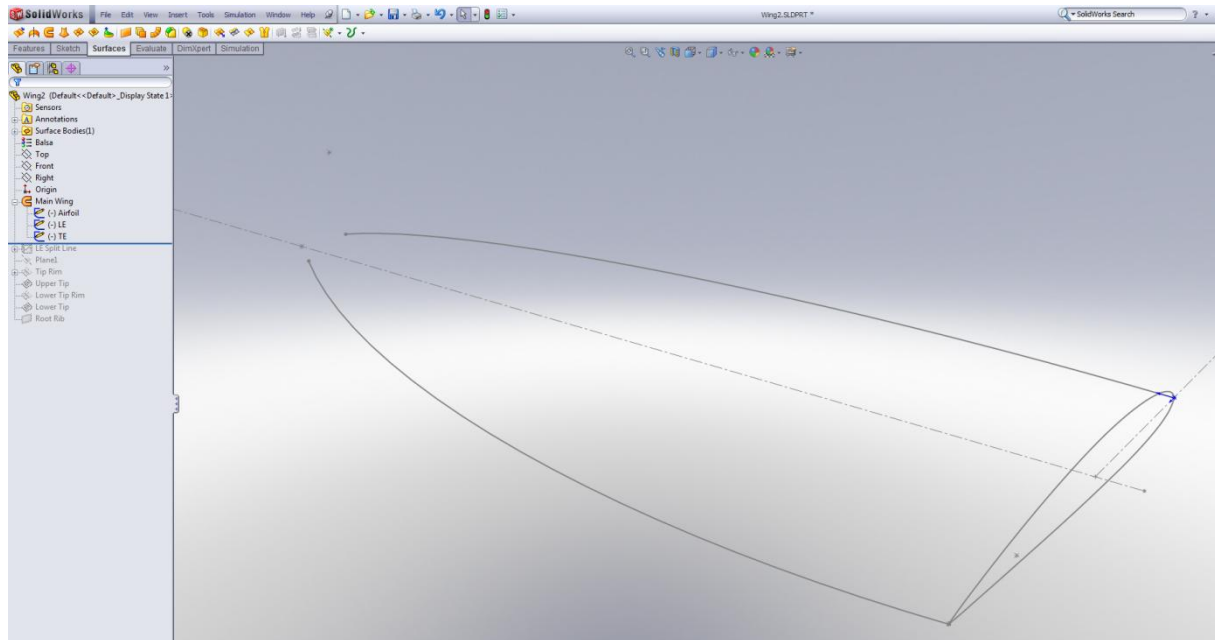 SolidWorks File Edit View Insert Tools Simulation Window Help Wing2.SLDPRT * SolidWorks Search ?
Features Sketch Surfaces Evaluate DimXpert Simulation
Wing2 (Default<<Default>_Display State 1>
Sensors
Annotations
Surface Bodies(1)
Balsa
Top
Front
Right
Origin
Main Wing
(-) Airfoil
(-) LE
(-) TE
LE Split Line
Plane1
Tip Rim
Upper Tip
Lower Tip Rim
Lower Tip
Root Rib